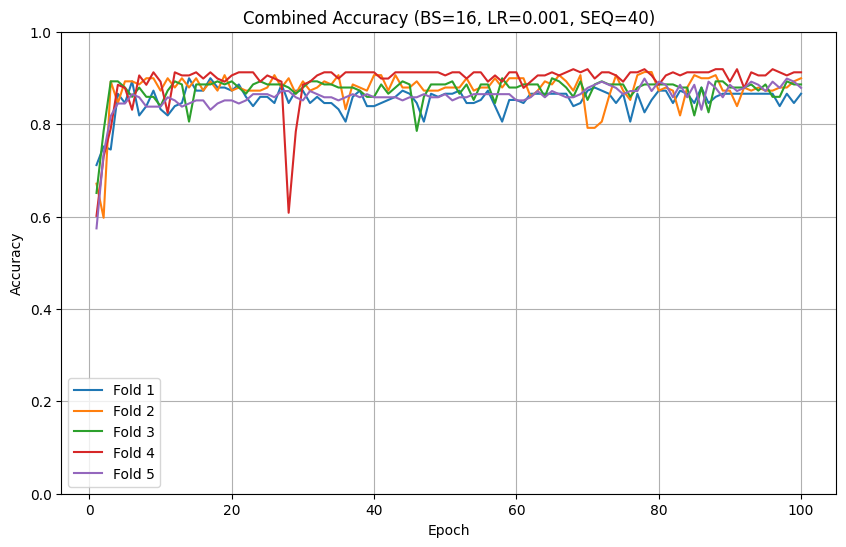 Combined Accuracy (BS=16, LR=0.001, SEQ=40)
1.0
0.8
0.6
0.4
0.2
0.0
Accuracy
Fold 1
Fold 2
Fold 3
Fold 4
Fold 5
0 20 40 60 80 100
Epoch